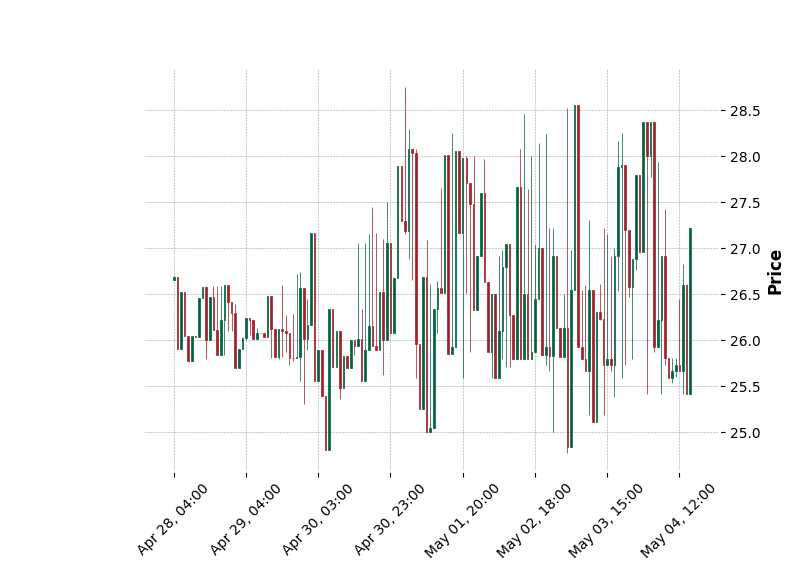 28.5
28.0
27.5
27.0
26.5
26.0
25.5
25.0
Price
Apr 28, 04:00
Apr 29, 04:00
Apr 30, 03:00
Apr 30, 23:00
May 01, 20:00
May 02, 18:00
May 03, 15:00
May 04, 12:00